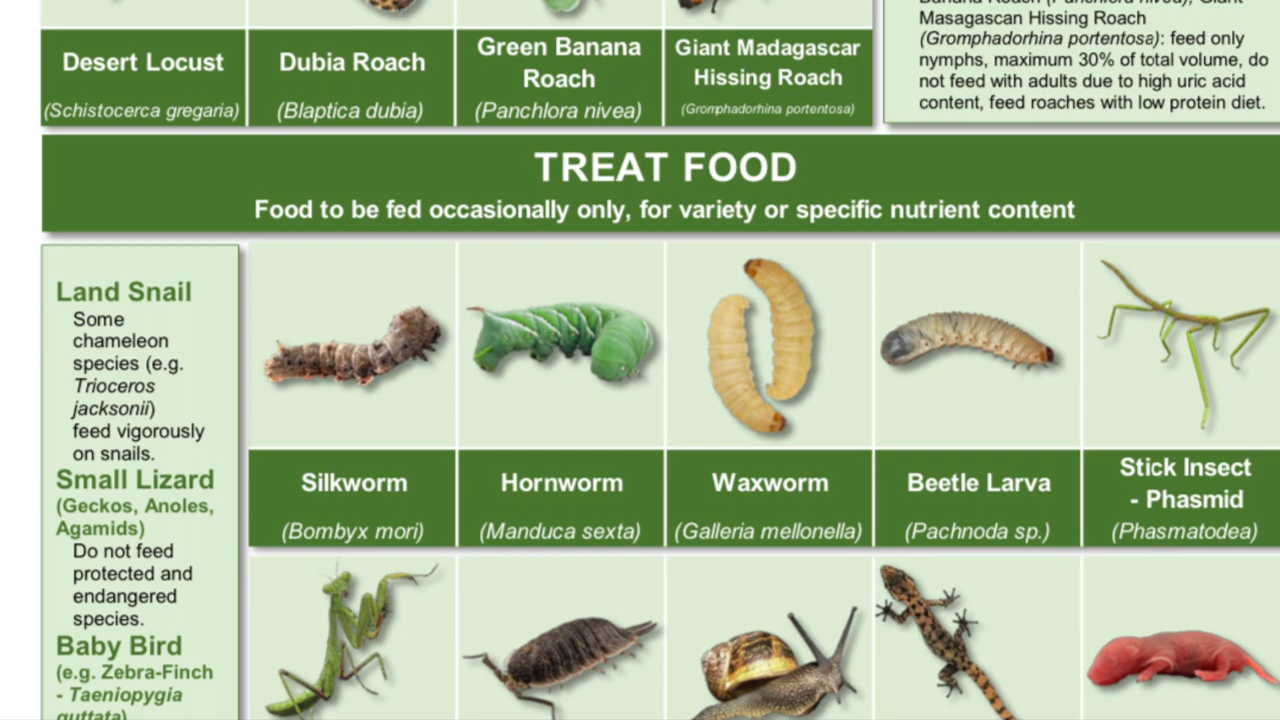 Masagascan Hissing Roach
(Gromphadorhina portentosa): feed only
nymphs, maximum 30% of total volume, do
not feed with adults due to high uric acid
content, feed roaches with low protein diet.
Desert Locust
(Schistocerca gregaria)
Dubia Roach
(Blaptica dubia)
Green Banana
Roach
(Panchlora nivea)
Giant Madagascar
Hissing Roach
(Gromphadorhina portentosa)
TREAT FOOD
Food to be fed occasionally only, for variety or specific nutrient content
Land Snail
Some
chameleon
species (e.g.
Trioceros
jacksonii)
feed vigorously
on snails.
Small Lizard
(Geckos, Anoles,
Agamids)
Do not feed
protected and
endangered
species.
Baby Bird
(e.g. Zebra-Finch
- Taeniopygia
guttata)
Silkworm
(Bombyx mori)
Hornworm
(Manduca sexta)
Waxworm
(Galleria mellonella)
Beetle Larva
(Pachnoda sp.)
Stick Insect
- Phasmid
(Phasmatodea)